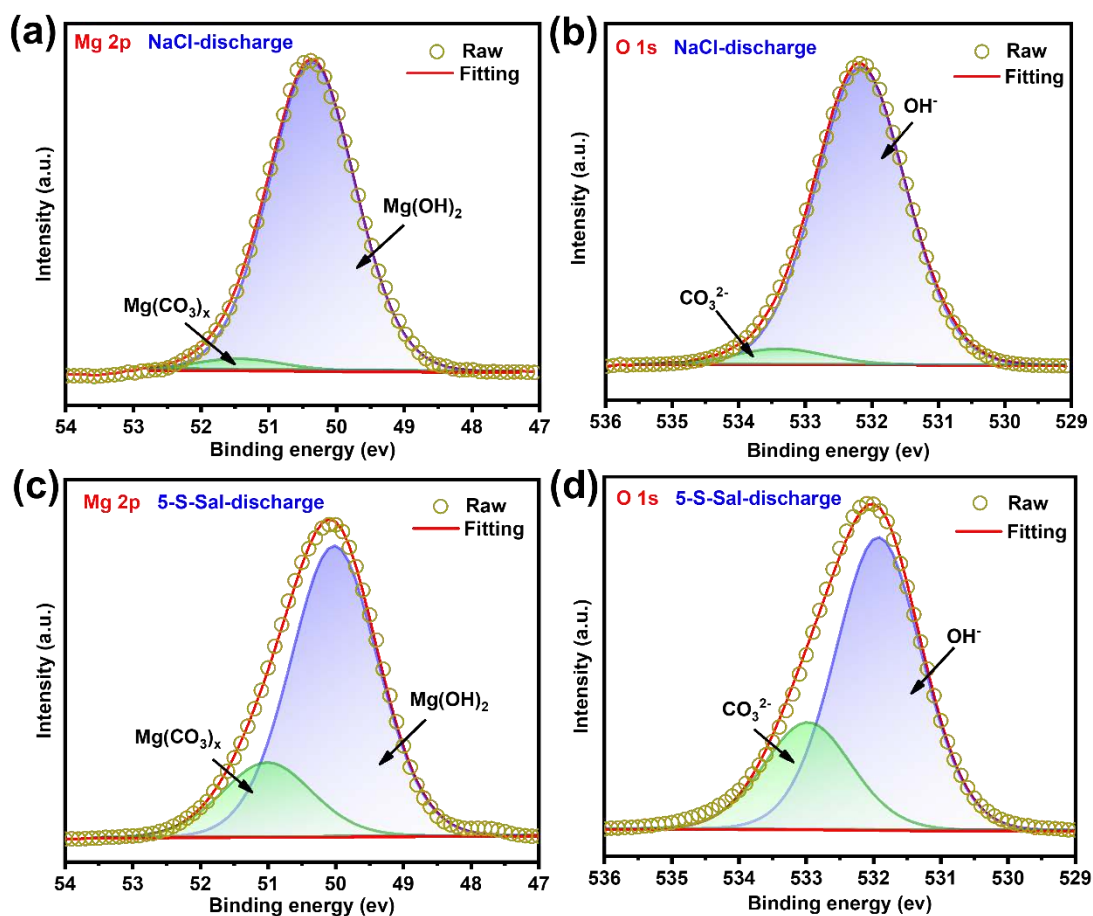 (a) Mg 2p NaCl-discharge
Raw
Fitting
Mg(OH)₂
Mg(CO₃)ₓ
Intensity (a.u.)
54 53 52 51 50 49 48 47
Binding energy (ev)
(b) O 1s NaCl-discharge
Raw
Fitting
OH⁻
CO₃²⁻
Intensity (a.u.)
536 535 534 533 532 531 530 529
Binding energy (ev)
(c) Mg 2p 5-S-Sal-discharge
Raw
Fitting
Mg(OH)₂
Mg(CO₃)ₓ
Intensity (a.u.)
54 53 52 51 50 49 48 47
Binding energy (ev)
(d) O 1s 5-S-Sal-discharge
Raw
Fitting
OH⁻
CO₃²⁻
Intensity (a.u.)
536 535 534 533 532 531 530 529
Binding energy (ev)